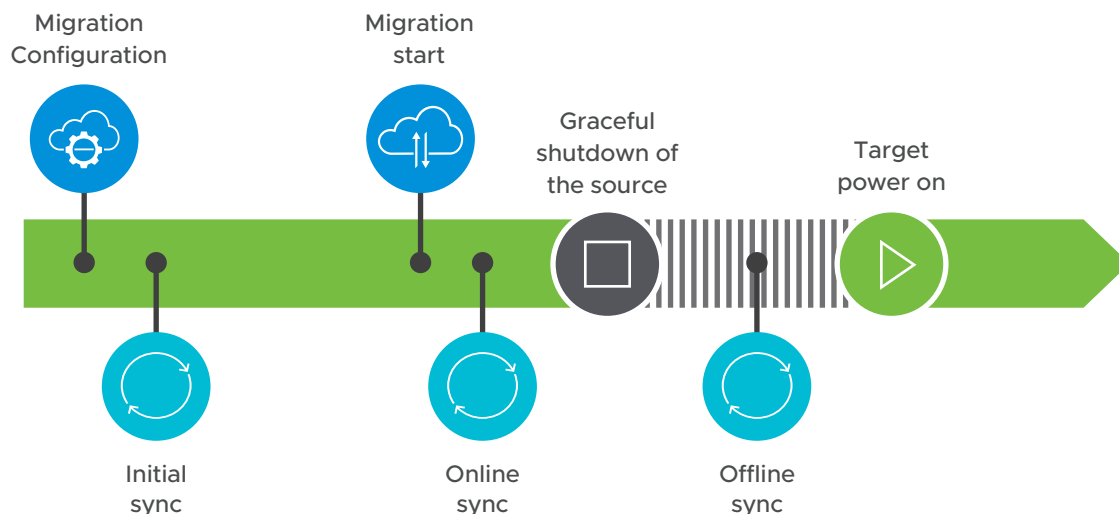 Migration
Configuration
Migration
start
Graceful
shutdown of
the source
Target
power on
Initial
sync
Online
sync
Offline
sync